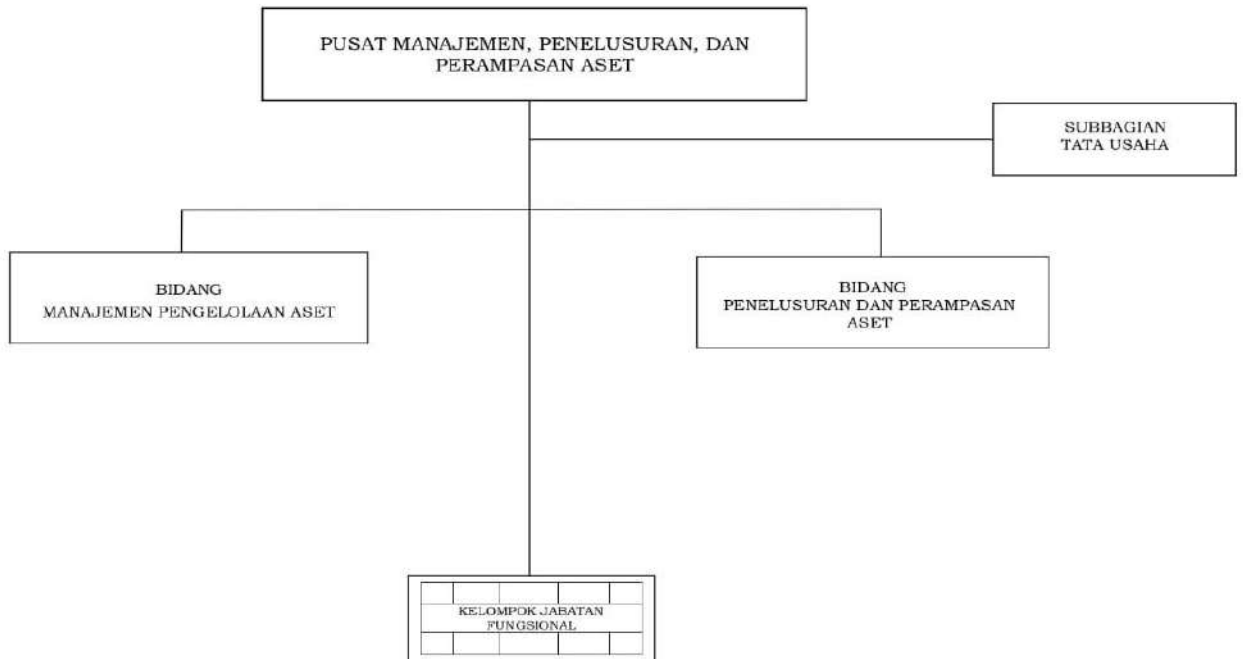 PUSAT MANAJEMEN, PENELUSURAN, DAN
PERAMPASAN ASET
SUBBAGIAN
TATA USAHA
BIDANG
MANAJEMEN PENGELOLAAN ASET
BIDANG
PENELUSURAN DAN PERAMPASAN
ASET
KELOMPOK JABATAN
FUNGSIONAL